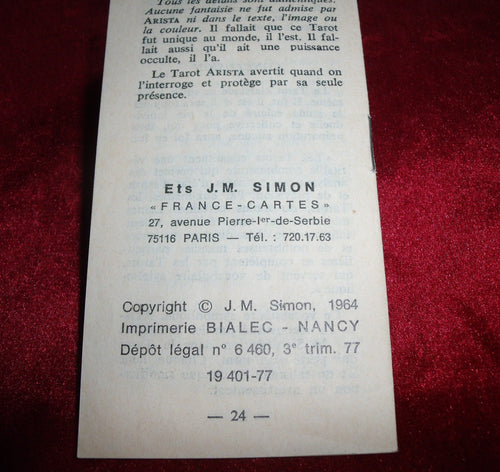 Tous les détails sont authentiques.
Aucune fantaisie ne fut admise par
ARISTA ni dans le texte, l'image ou
la couleur. Il fallait que ce Tarot
fut unique au monde, il l'est. Il fal-
lait aussi qu'il ait une puissance
occulte, il l'a.
Le Tarot ARISTA avertit quand on
l'interroge et protège par sa seule
présence.
Ets J.M. SIMON
« FRANCE-CARTES »
27, avenue Pierre-Ier-de-Serbie
75116 PARIS — Tél. : 720.17.63
Copyright © J. M. Simon, 1964
Imprimerie BIALEC - NANCY
Dépôt légal n° 6 460, 3e trim. 77
19 401-77
— 24 —